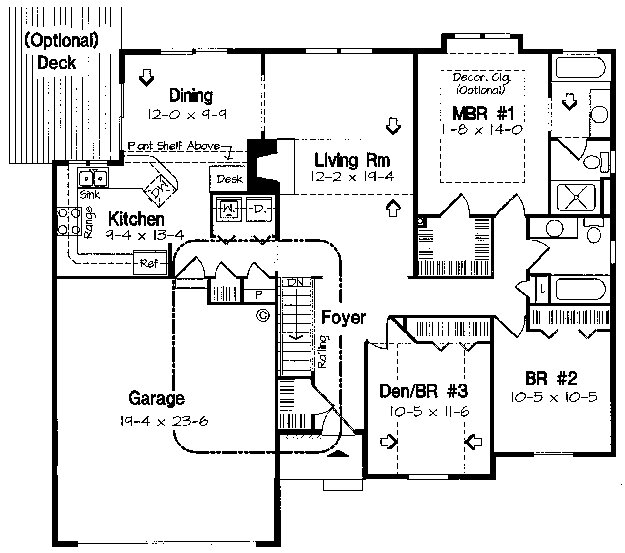 (Optional)
Deck
Dining
12-0 x 9-9
Plant Shelf Above
Desk
DW
Sink
Range
Kitchen
9-4 x 13-4
Ref
W.
D.
Living Rm
12-2 x 19-4
Decor. Clg.
(Optional)
MBR #1
1-8 x 14-0
L
P
DN
Foyer
Railing
Garage
19-4 x 23-6
Den/BR #3
10-5 x 11-6
BR #2
10-5 x 10-5